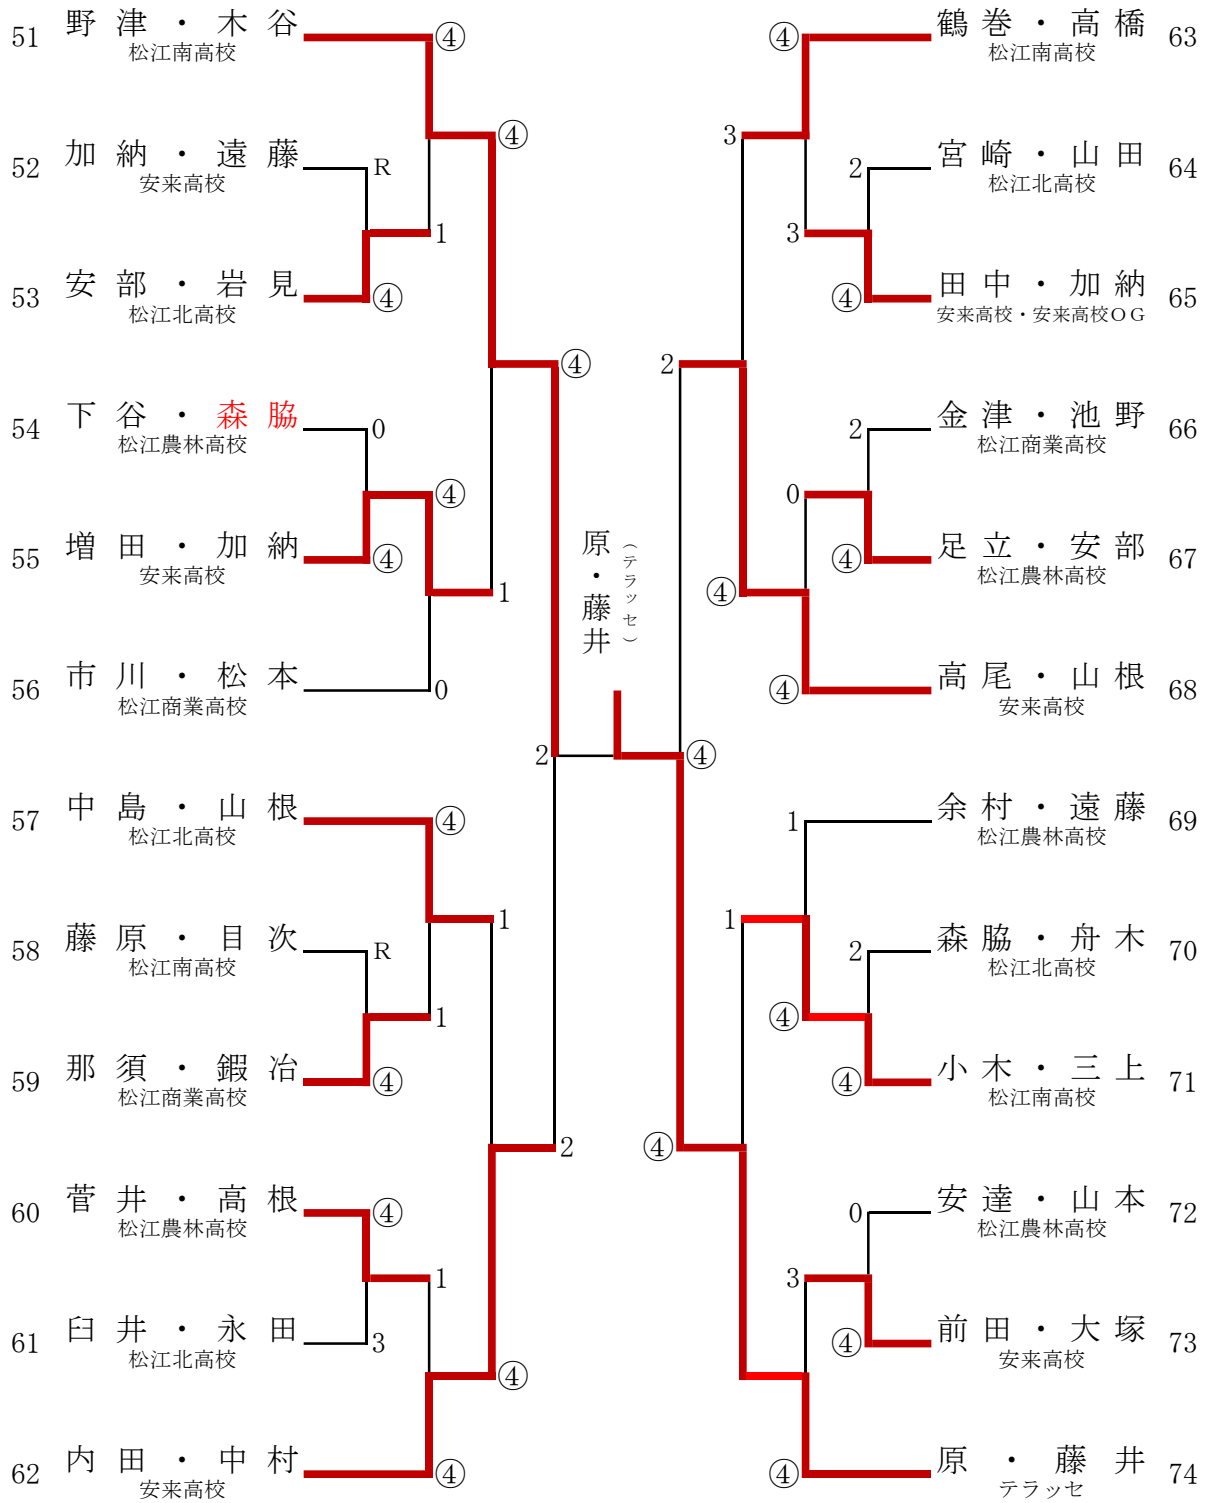 51 野津・木谷 ④
松江南高校
④
52 加納・遠藤 R
安来高校
1
53 安部・岩見 ④
松江北高校
④
54 下谷・森脇 0
松江農林高校
④
55 増田・加納 ④
安来高校
1
56 市川・松本 0
松江商業高校
2
57 中島・山根 ④
松江北高校
1
58 藤原・目次 R
松江南高校
1
59 那須・鍜冶 ④
松江商業高校
2
60 菅井・高根 ④
松江農林高校
1
61 臼井・永田 3
松江北高校
④
62 内田・中村 ④
安来高校
原・藤井
（テラッセ）
④ 鶴巻・高橋 63
松江南高校
3
2 宮崎・山田 64
松江北高校
3
④ 田中・加納 65
安来高校・安来高校ＯＧ
2
2 金津・池野 66
松江商業高校
0
④ 足立・安部 67
松江農林高校
④
④ 高尾・山根 68
安来高校
④
1 余村・遠藤 69
松江農林高校
1
2 森脇・舟木 70
松江北高校
④
④ 小木・三上 71
松江南高校
④
0 安達・山本 72
松江農林高校
3
④ 前田・大塚 73
安来高校
④ 原・藤井 74
テラッセ